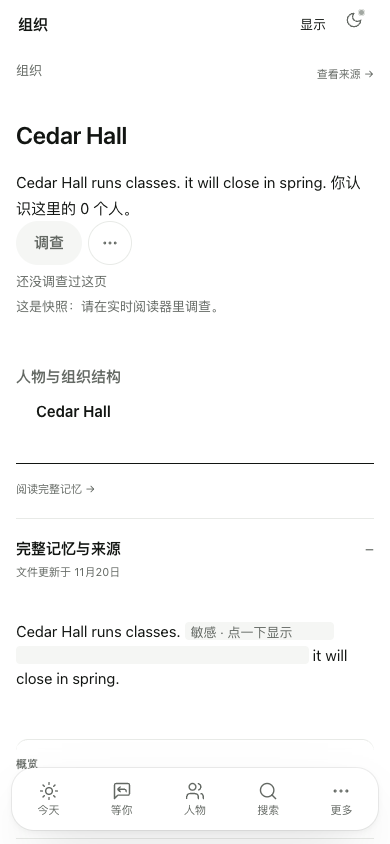 组织
显示
组织
查看来源 →
Cedar Hall
Cedar Hall runs classes. it will close in spring. 你认
识这里的 0 个人。
调查
···
还没调查过这页
这是快照：请在实时阅读器里调查。
人物与组织结构
Cedar Hall
阅读完整记忆 →
完整记忆与来源 –
文件更新于 11月20日
Cedar Hall runs classes. 敏感 · 点一下显示
it will
close in spring.
概览
今天
等你
人物
搜索
更多